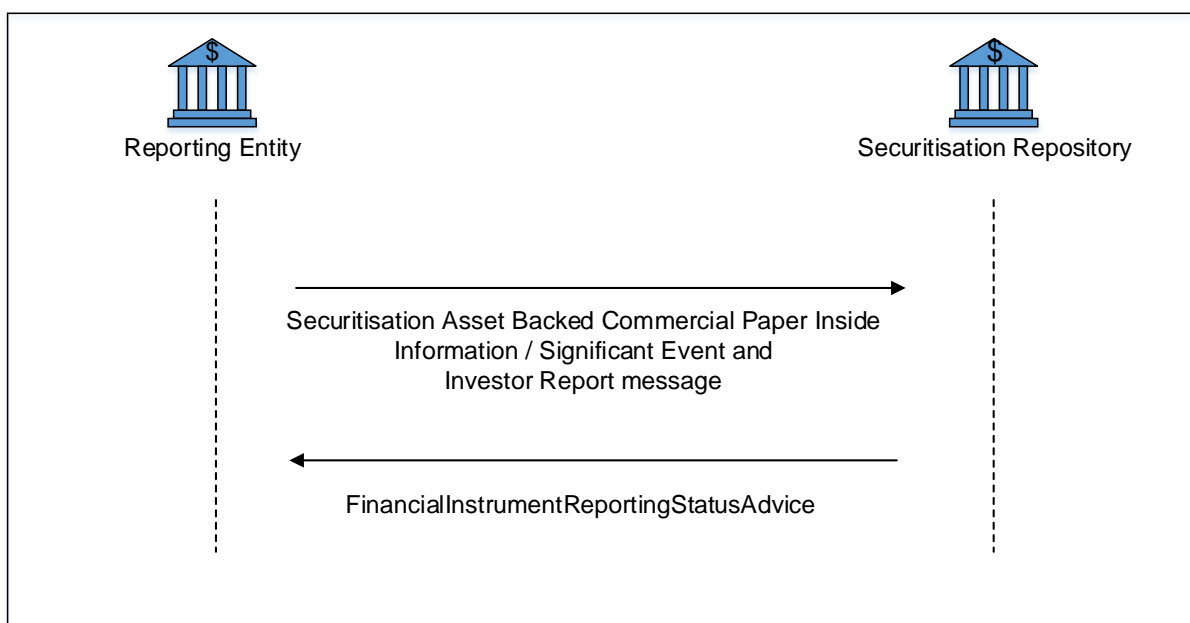 $
$
Reporting Entity
Securitisation Repository
Securitisation Asset Backed Commercial Paper Inside
Information / Significant Event and
Investor Report message
FinancialInstrumentReportingStatusAdvice